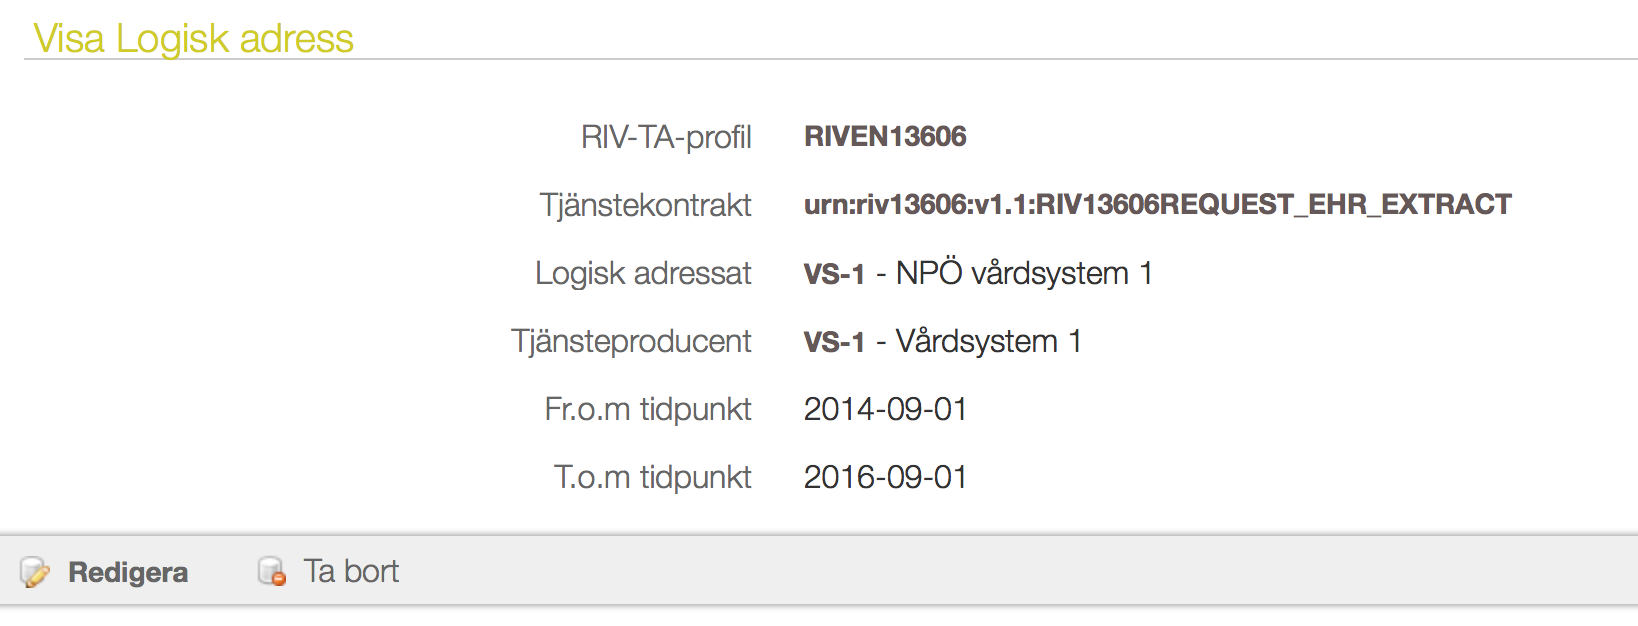 Visa Logisk adress
RIV-TA-profil RIVEN13606
Tjänstekontrakt urn:riv13606:v1.1:RIV13606REQUEST_EHR_EXTRACT
Logisk adressat VS-1 - NPÖ vårdsystem 1
Tjänsteproducent VS-1 - Vårdsystem 1
Fr.o.m tidpunkt 2014-09-01
T.o.m tidpunkt 2016-09-01
Redigera Ta bort